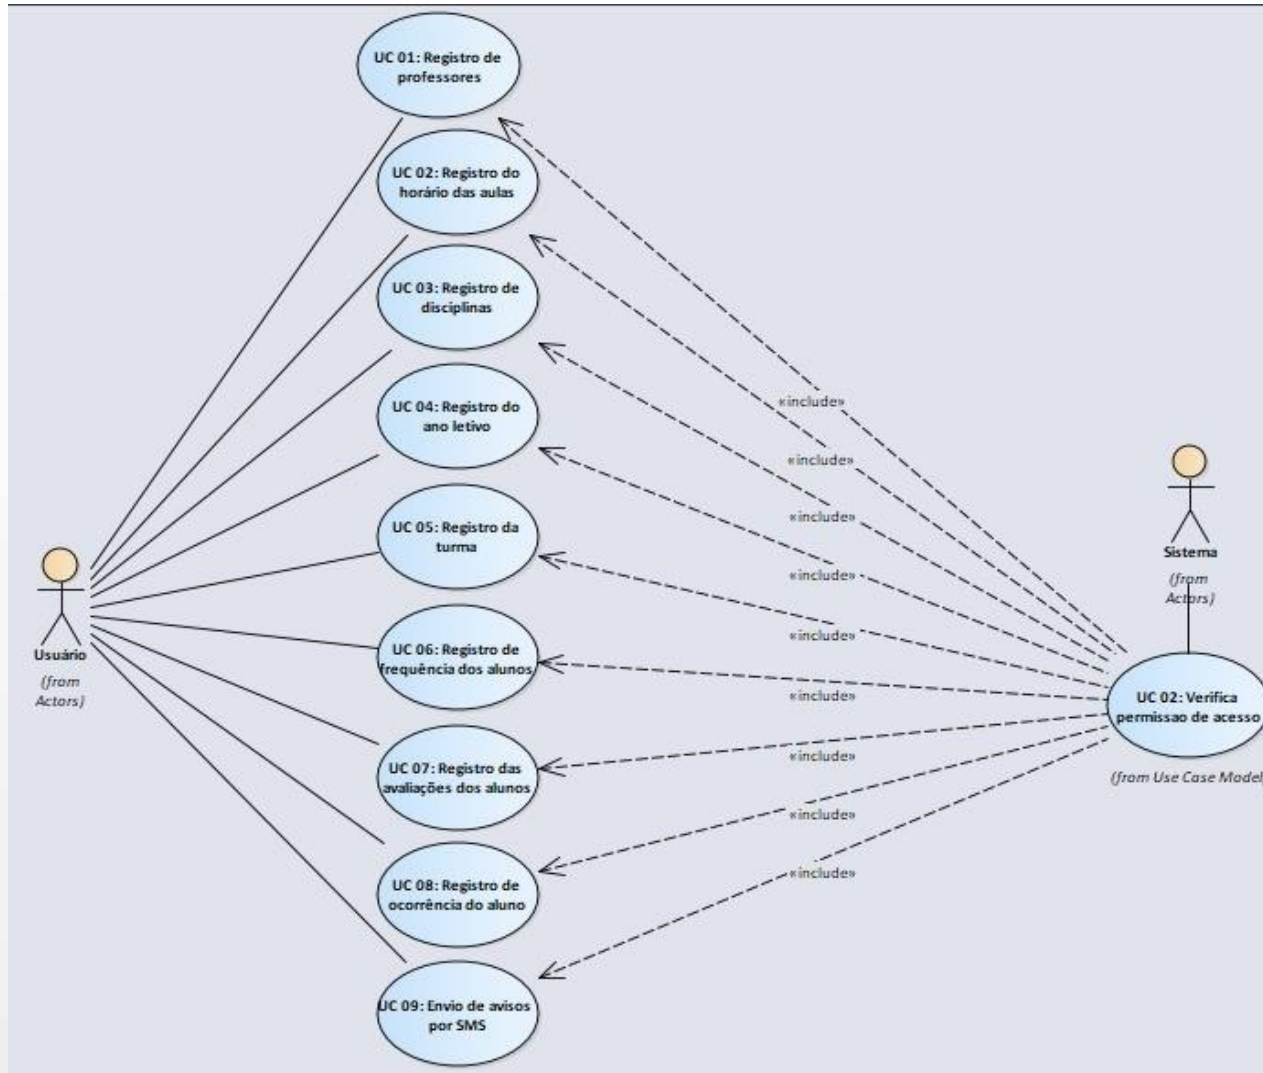 UC 01: Registro de
professores
UC 02: Registro do
horário das aulas
UC 03: Registro de
disciplinas
UC 04: Registro do
ano letivo
UC 05: Registro da
turma
UC 06: Registro de
frequência dos alunos
UC 07: Registro das
avaliações dos alunos
UC 08: Registro de
ocorrência do aluno
UC 09: Envio de avisos
por SMS
Usuário
(from
Actors)
«include»
«include»
«include»
«include»
«include»
«include»
«include»
«include»
«include»
Sistema
(from
Actors)
UC 02: Verifica
permissao de acesso
(from Use Case Model)